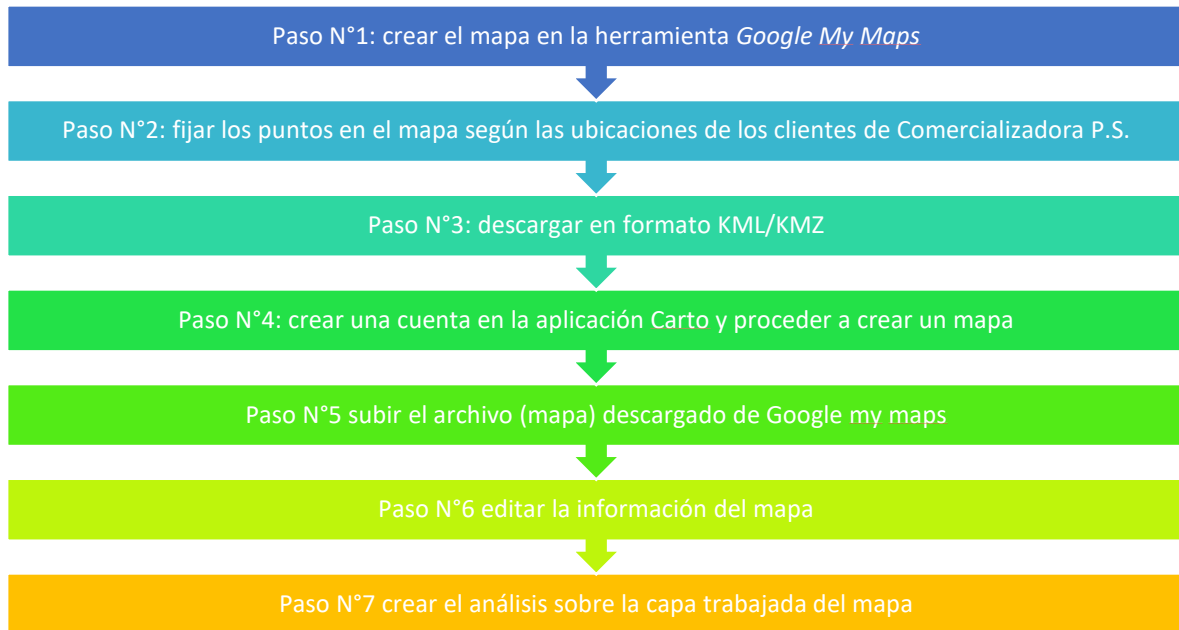 Paso N°1: crear el mapa en la herramienta Google My Maps
Paso N°2: fijar los puntos en el mapa según las ubicaciones de los clientes de Comercializadora P.S.
Paso N°3: descargar en formato KML/KMZ
Paso N°4: crear una cuenta en la aplicación Carto y proceder a crear un mapa
Paso N°5 subir el archivo (mapa) descargado de Google my maps
Paso N°6 editar la información del mapa
Paso N°7 crear el análisis sobre la capa trabajada del mapa